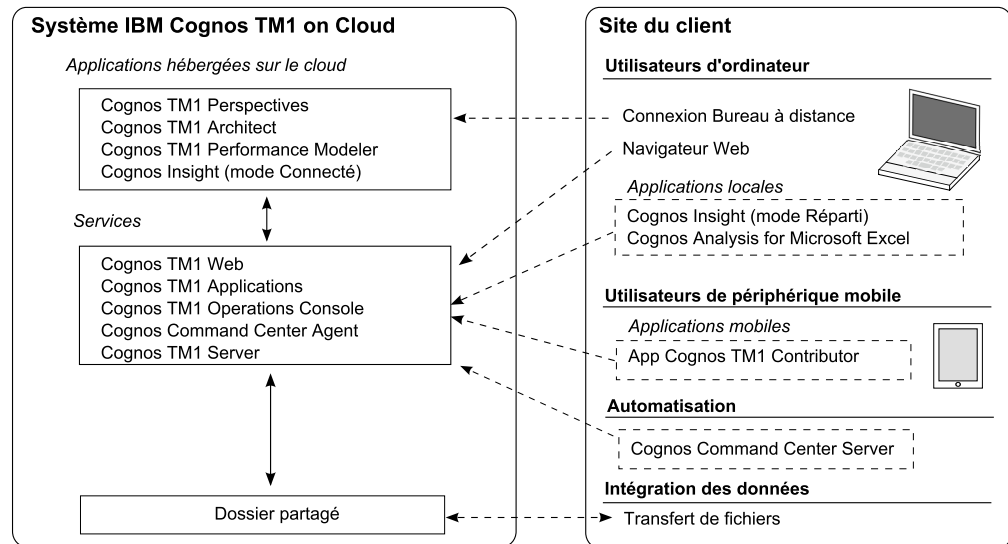 Système IBM Cognos TM1 on Cloud
Applications hébergées sur le cloud
Cognos TM1 Perspectives
Cognos TM1 Architect
Cognos TM1 Performance Modeler
Cognos Insight (mode Connecté)
Services
Cognos TM1 Web
Cognos TM1 Applications
Cognos TM1 Operations Console
Cognos Command Center Agent
Cognos TM1 Server
Dossier partagé
Site du client
Utilisateurs d'ordinateur
Connexion Bureau à distance
Navigateur Web
Applications locales
Cognos Insight (mode Réparti)
Cognos Analysis for Microsoft Excel
Utilisateurs de périphérique mobile
Applications mobiles
App Cognos TM1 Contributor
Automatisation
Cognos Command Center Server
Intégration des données
Transfert de fichiers